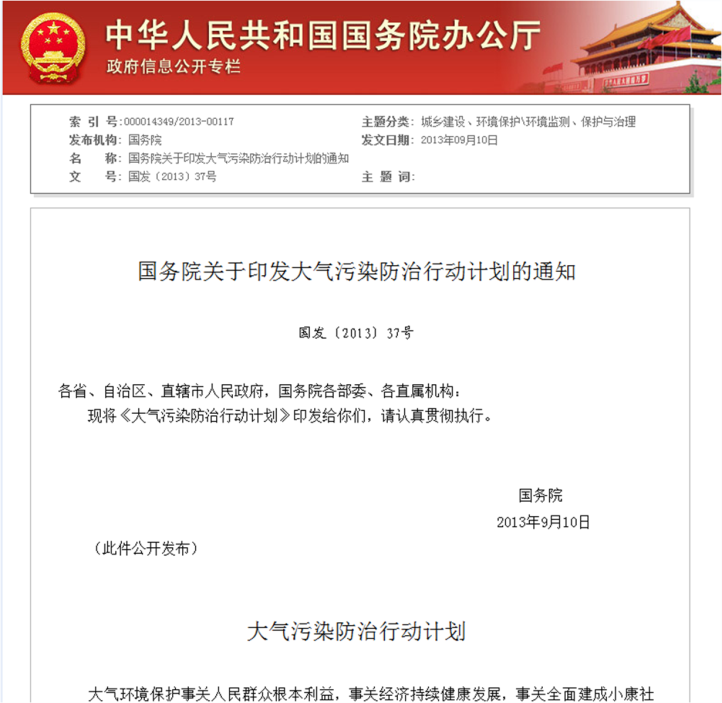 中华人民共和国国务院办公厅
政府信息公开专栏
索 引 号:000014349/2013-00117 主题分类: 城乡建设、环境保护\环境监测、保护与治理
发布机构: 国务院 发文日期: 2013年09月10日
名 称: 国务院关于印发大气污染防治行动计划的通知
文 号: 国发〔2013〕37号 主 题 词:
国务院关于印发大气污染防治行动计划的通知
国发〔2013〕37号
各省、自治区、直辖市人民政府，国务院各部委、各直属机构：
现将《大气污染防治行动计划》印发给你们，请认真贯彻执行。
国务院
2013年9月10日
（此件公开发布）
大气污染防治行动计划
大气环境保护事关人民群众根本利益，事关经济持续健康发展，事关全面建成小康社